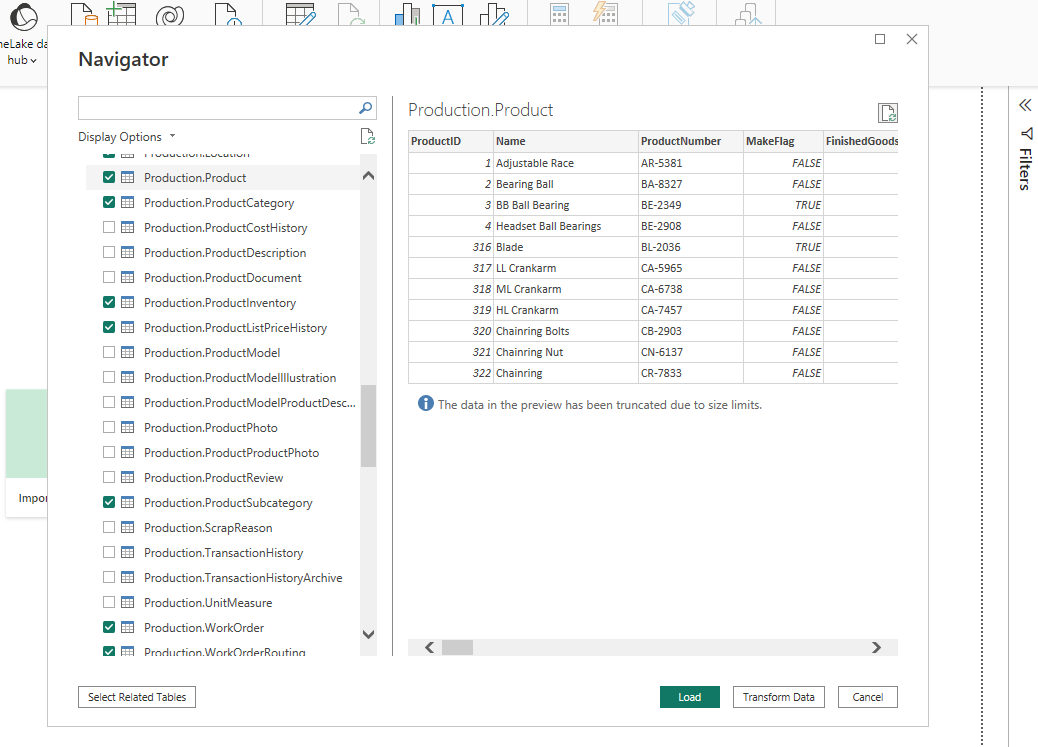 hub
Navigator
Display Options
Production.Location
Production.Product
Production.ProductCategory
Production.ProductCostHistory
Production.ProductDescription
Production.ProductDocument
Production.ProductInventory
Production.ProductListPriceHistory
Production.ProductModel
Production.ProductModelIllustration
Production.ProductModelProductDesc...
Production.ProductPhoto
Production.ProductProductPhoto
Production.ProductReview
Production.ProductSubcategory
Production.ScrapReason
Production.TransactionHistory
Production.TransactionHistoryArchive
Production.UnitMeasure
Production.WorkOrder
Production.WorkOrderRouting
Production.Product
ProductID Name ProductNumber MakeFlag FinishedGoods
1 Adjustable Race AR-5381 FALSE
2 Bearing Ball BA-8327 FALSE
3 BB Ball Bearing BE-2349 TRUE
4 Headset Ball Bearings BE-2908 FALSE
316 Blade BL-2036 TRUE
317 LL Crankarm CA-5965 FALSE
318 ML Crankarm CA-6738 FALSE
319 HL Crankarm CA-7457 FALSE
320 Chainring Bolts CB-2903 FALSE
321 Chainring Nut CN-6137 FALSE
322 Chainring CR-7833 FALSE
The data in the preview has been truncated due to size limits.
Select Related Tables
Load
Transform Data
Cancel
Filters